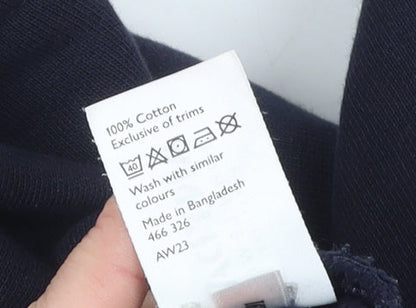 100% Cotton
Exclusive of trims
40
Wash with similar
colours
Made in Bangladesh
466 326
AW23